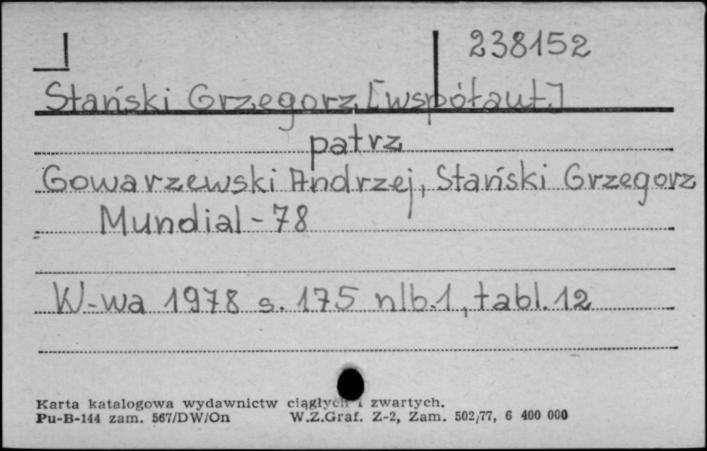 238152
Stański Grzegorz [współaut.]
patrz
Gowarzewski Andrzej, Stański Grzegorz
Mundial-78
W-wa 1978 s. 175 nlb.1, tabl. 12
Karta katalogowa wydawnictw ciągłych i zwartych.
Pu-B-144 zam. 567/DW/On W.Z.Graf. Z-2, Zam. 502/77, 6 400 000